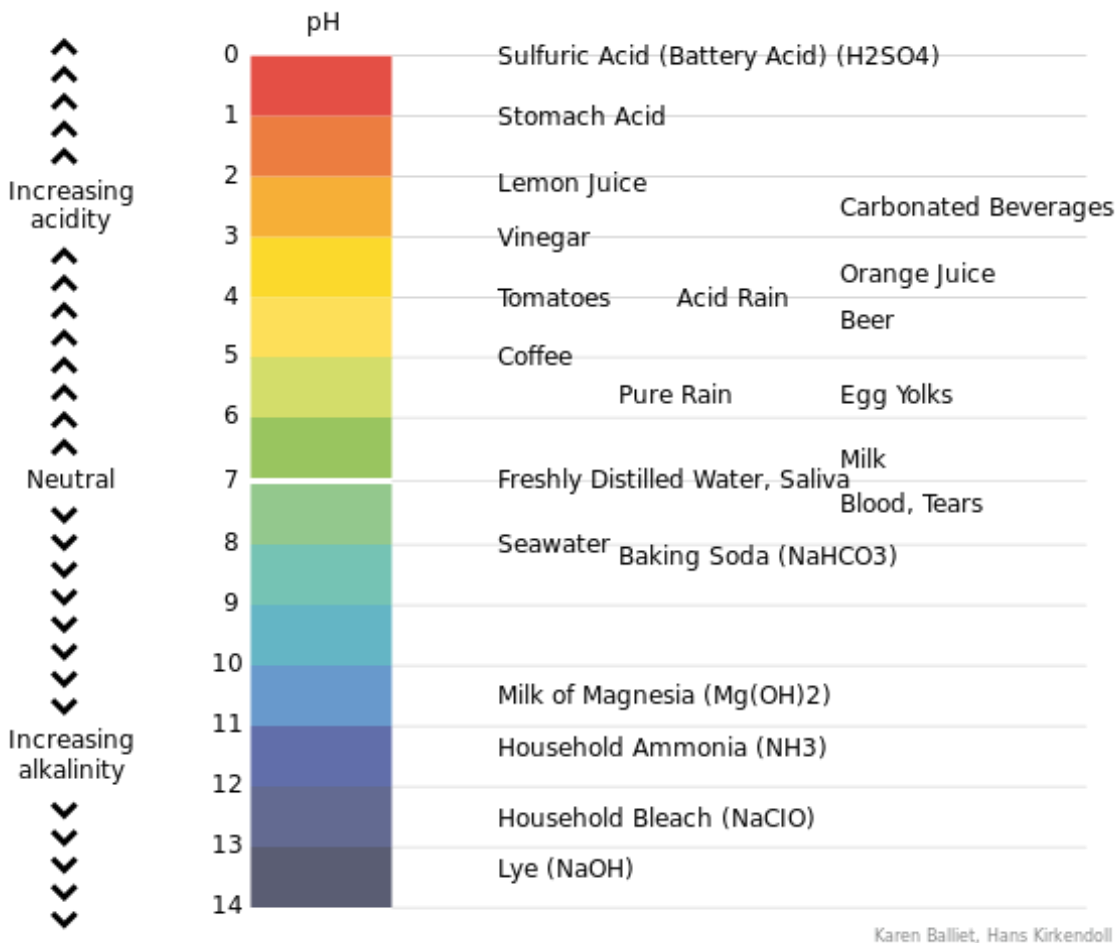 pH
0 Sulfuric Acid (Battery Acid) (H2SO4)
1 Stomach Acid
Increasing
acidity
2 Lemon Juice
Carbonated Beverages
3 Vinegar
Orange Juice
4 Tomatoes Acid Rain
Beer
5 Coffee
Pure Rain Egg Yolks
6
Milk
Neutral 7 Freshly Distilled Water, Saliva
Blood, Tears
8 Seawater
Baking Soda (NaHCO3)
9
10
Milk of Magnesia (Mg(OH)2)
11
Increasing
alkalinity
Household Ammonia (NH3)
12
Household Bleach (NaClO)
13
Lye (NaOH)
14
Karen Balliet, Hans Kirkendoll